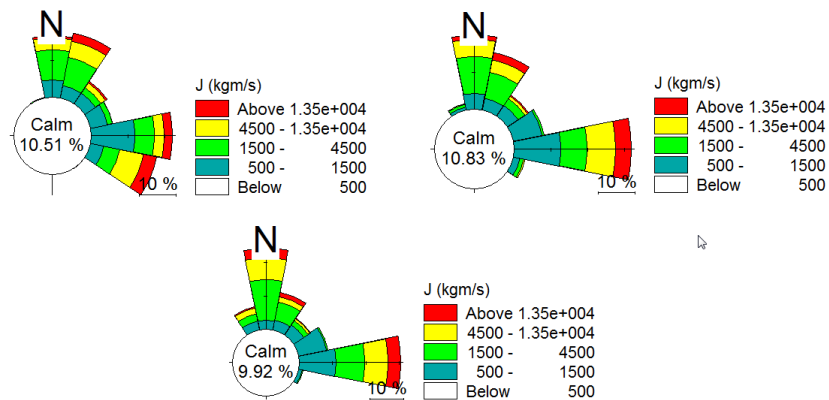 N
J (kgm/s)
Above 1.35e+004
4500 - 1.35e+004
1500 - 4500
500 - 1500
Below 500
Calm
10.51 %
10 %
N
J (kgm/s)
Above 1.35e+004
4500 - 1.35e+004
1500 - 4500
500 - 1500
Below 500
Calm
10.83 %
10 %
N
J (kgm/s)
Above 1.35e+004
4500 - 1.35e+004
1500 - 4500
500 - 1500
Below 500
Calm
9.92 %
10 %